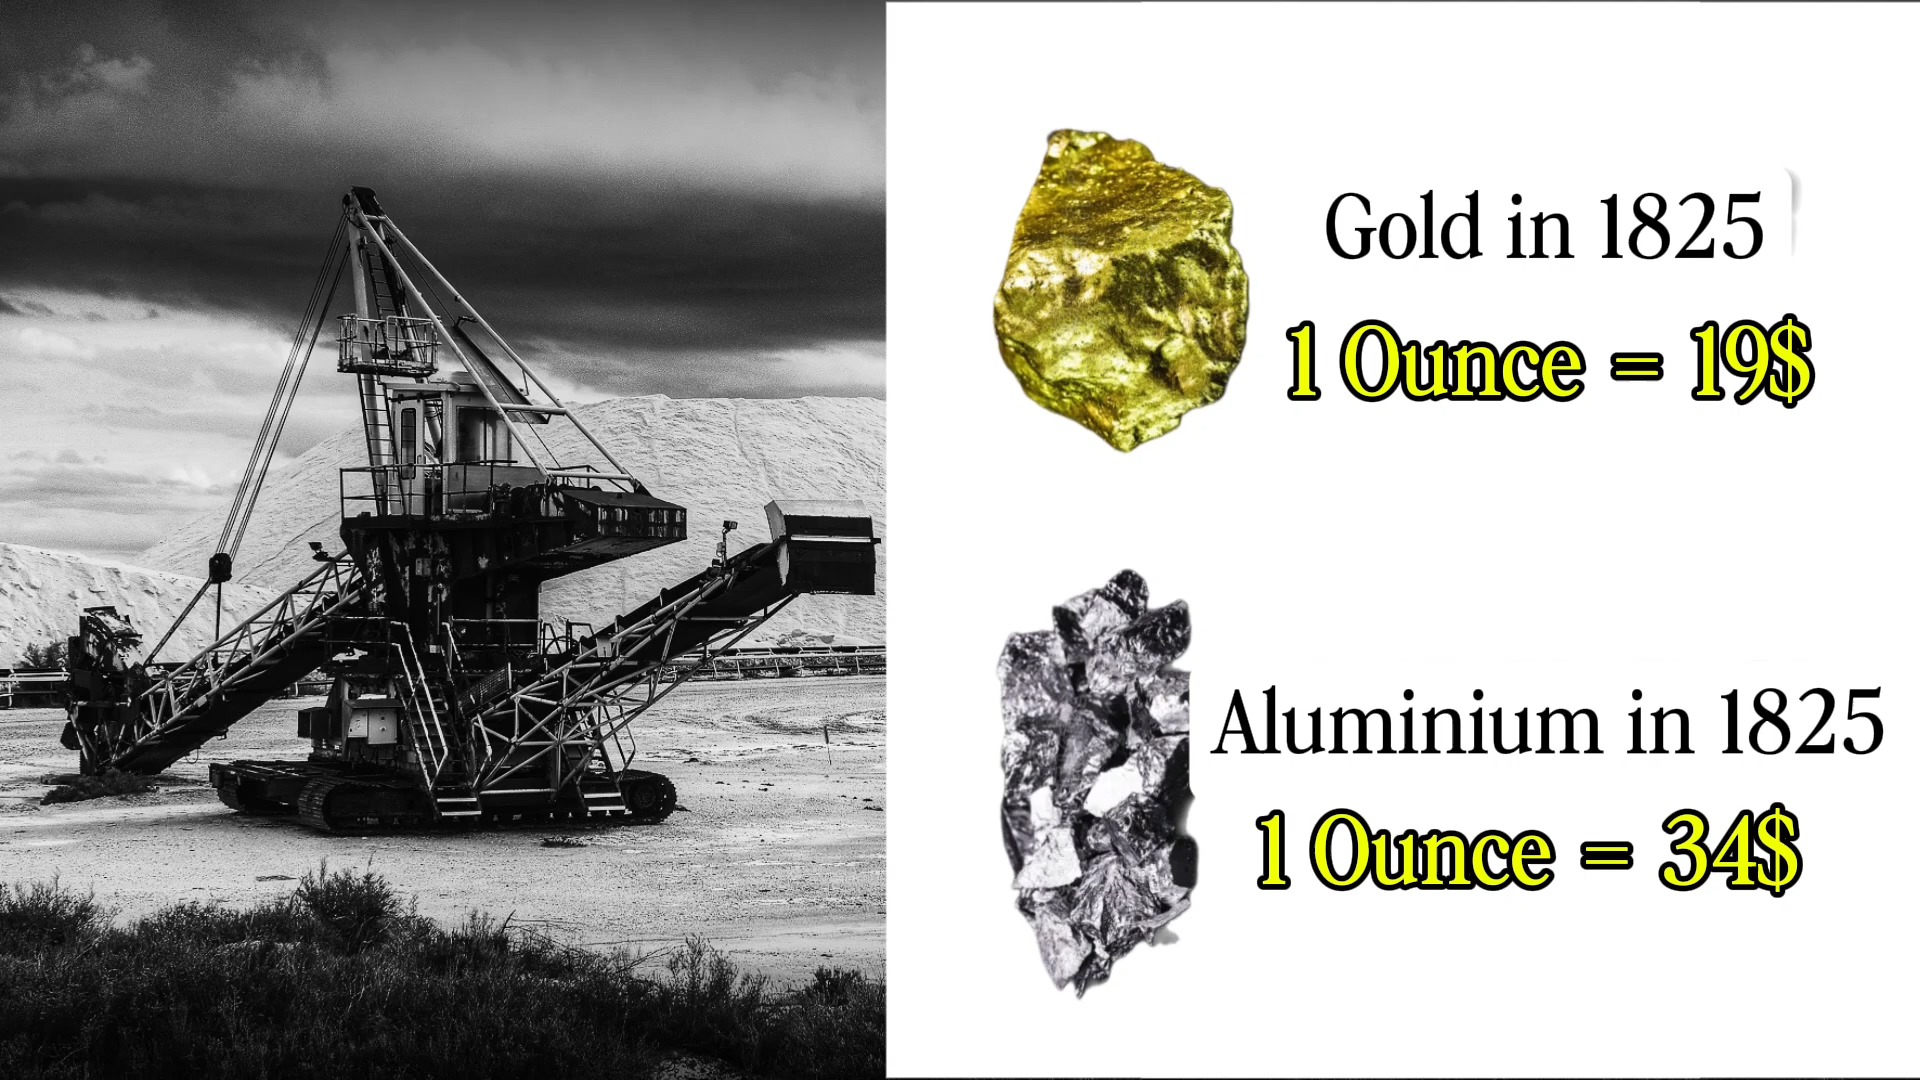 Gold in 1825
1 Ounce = 19$
Aluminium in 1825
1 Ounce = 34$